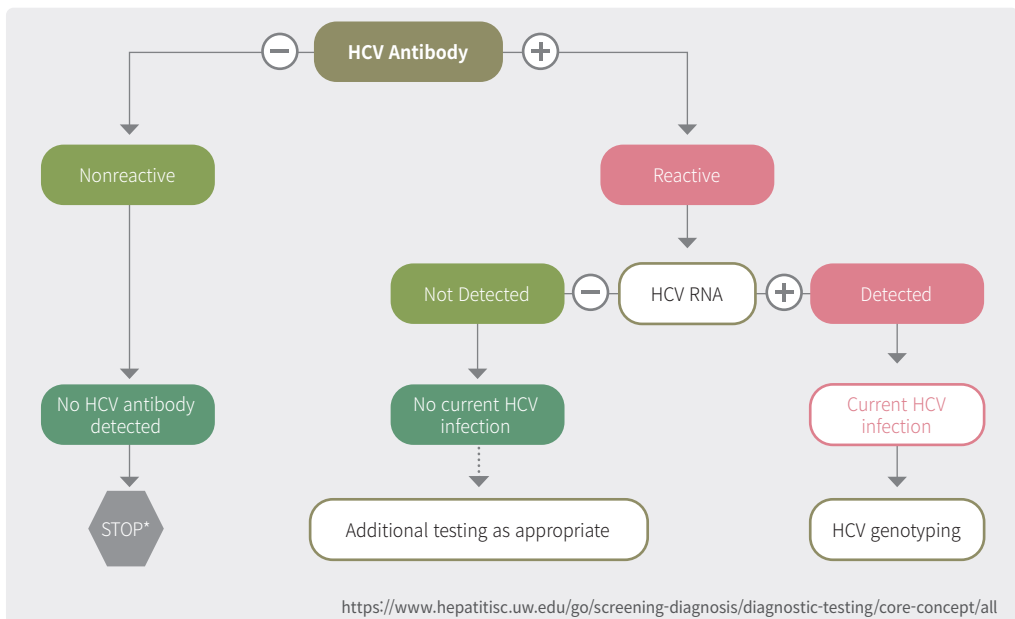 HCV Antibody
Nonreactive
Reactive
Not Detected
HCV RNA
Detected
No HCV antibody
detected
No current HCV
infection
Current HCV
infection
STOP*
Additional testing as appropriate
HCV genotyping
https://www.hepatitisc.uw.edu/go/screening-diagnosis/diagnostic-testing/core-concept/all